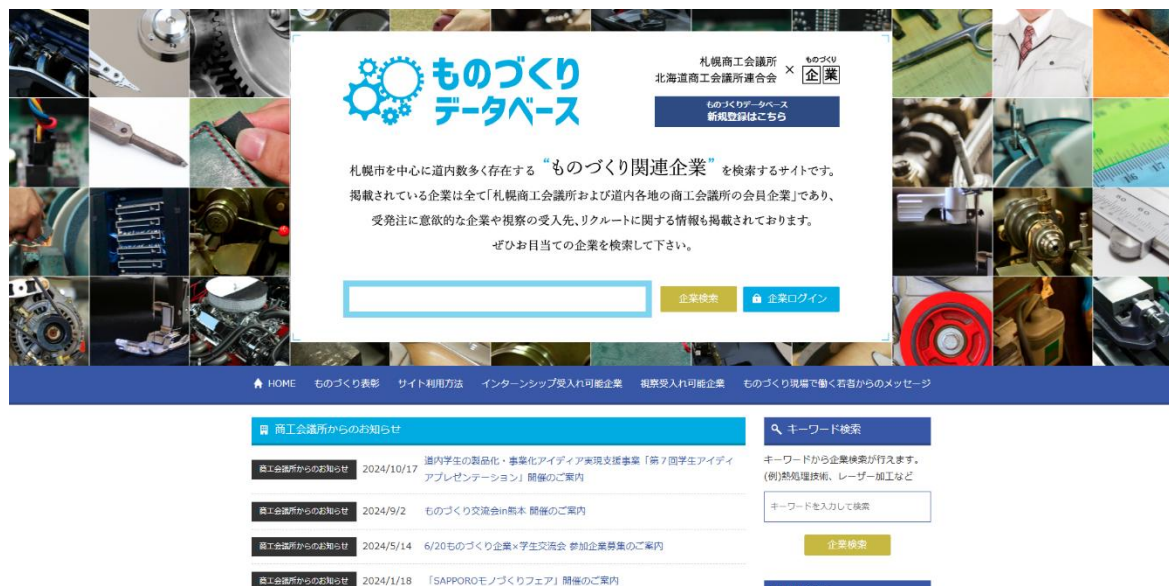 ものづくり
データベース
札幌商工会議所
北海道商工会議所連合会
×
ものづくり
企業
ものづくりデータベース
新規登録はこちら
札幌市を中心に道内数多く存在する “ものづくり関連企業” を検索するサイトです。
掲載されている企業は全て「札幌商工会議所および道内各地の商工会議所の会員企業」であり、
受発注に意欲的な企業や視察の受入先、リクルートに関する情報も掲載されております。
ぜひお目当ての企業を検索して下さい。
企業検索
企業ログイン
HOME ものづくり表彰 サイト利用方法 インターンシップ受入れ可能企業 視察受入れ可能企業 ものづくり現場で働く若者からのメッセージ
商工会議所からのお知らせ
商工会議所からのお知らせ 2024/10/17 道内学生の製品化・事業化アイディア実現支援事業「第7回学生アイディ
アプレゼンテーション」開催のご案内
商工会議所からのお知らせ 2024/9/2 ものづくり交流会in熊本 開催のご案内
商工会議所からのお知らせ 2024/5/14 6/20ものづくり企業×学生交流会 参加企業募集のご案内
商工会議所からのお知らせ 2024/1/18 「SAPPOROモノづくりフェア」開催のご案内
キーワード検索
キーワードから企業検索が行えます。
(例)熱処理技術、レーザー加工など
キーワードを入力して検索
企業検索